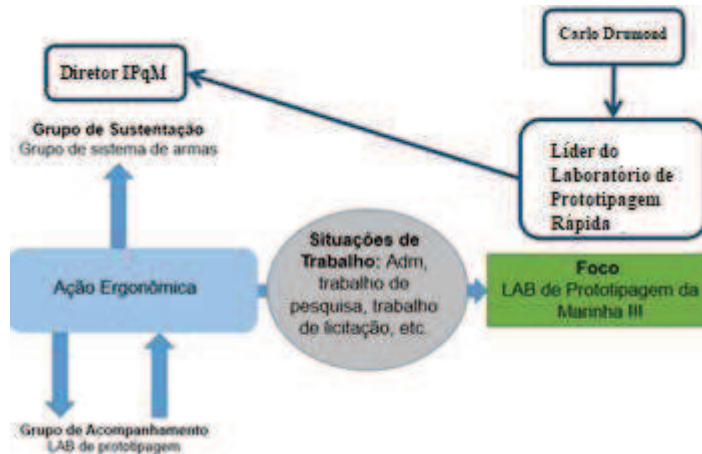 Carlo Drumond
Diretor IPqM
Grupo de Sustentação
Grupo de sistema de armas
Líder do
Laboratório de
Prototipagem
Rápida
Ação Ergonômica
Situações de
Trabalho: Adm,
trabalho de
pesquisa, trabalho
de licitação, etc.
Foco
LAB de Prototipagem da
Marinha III
Grupo de Acompanhamento
LAB de prototipagem